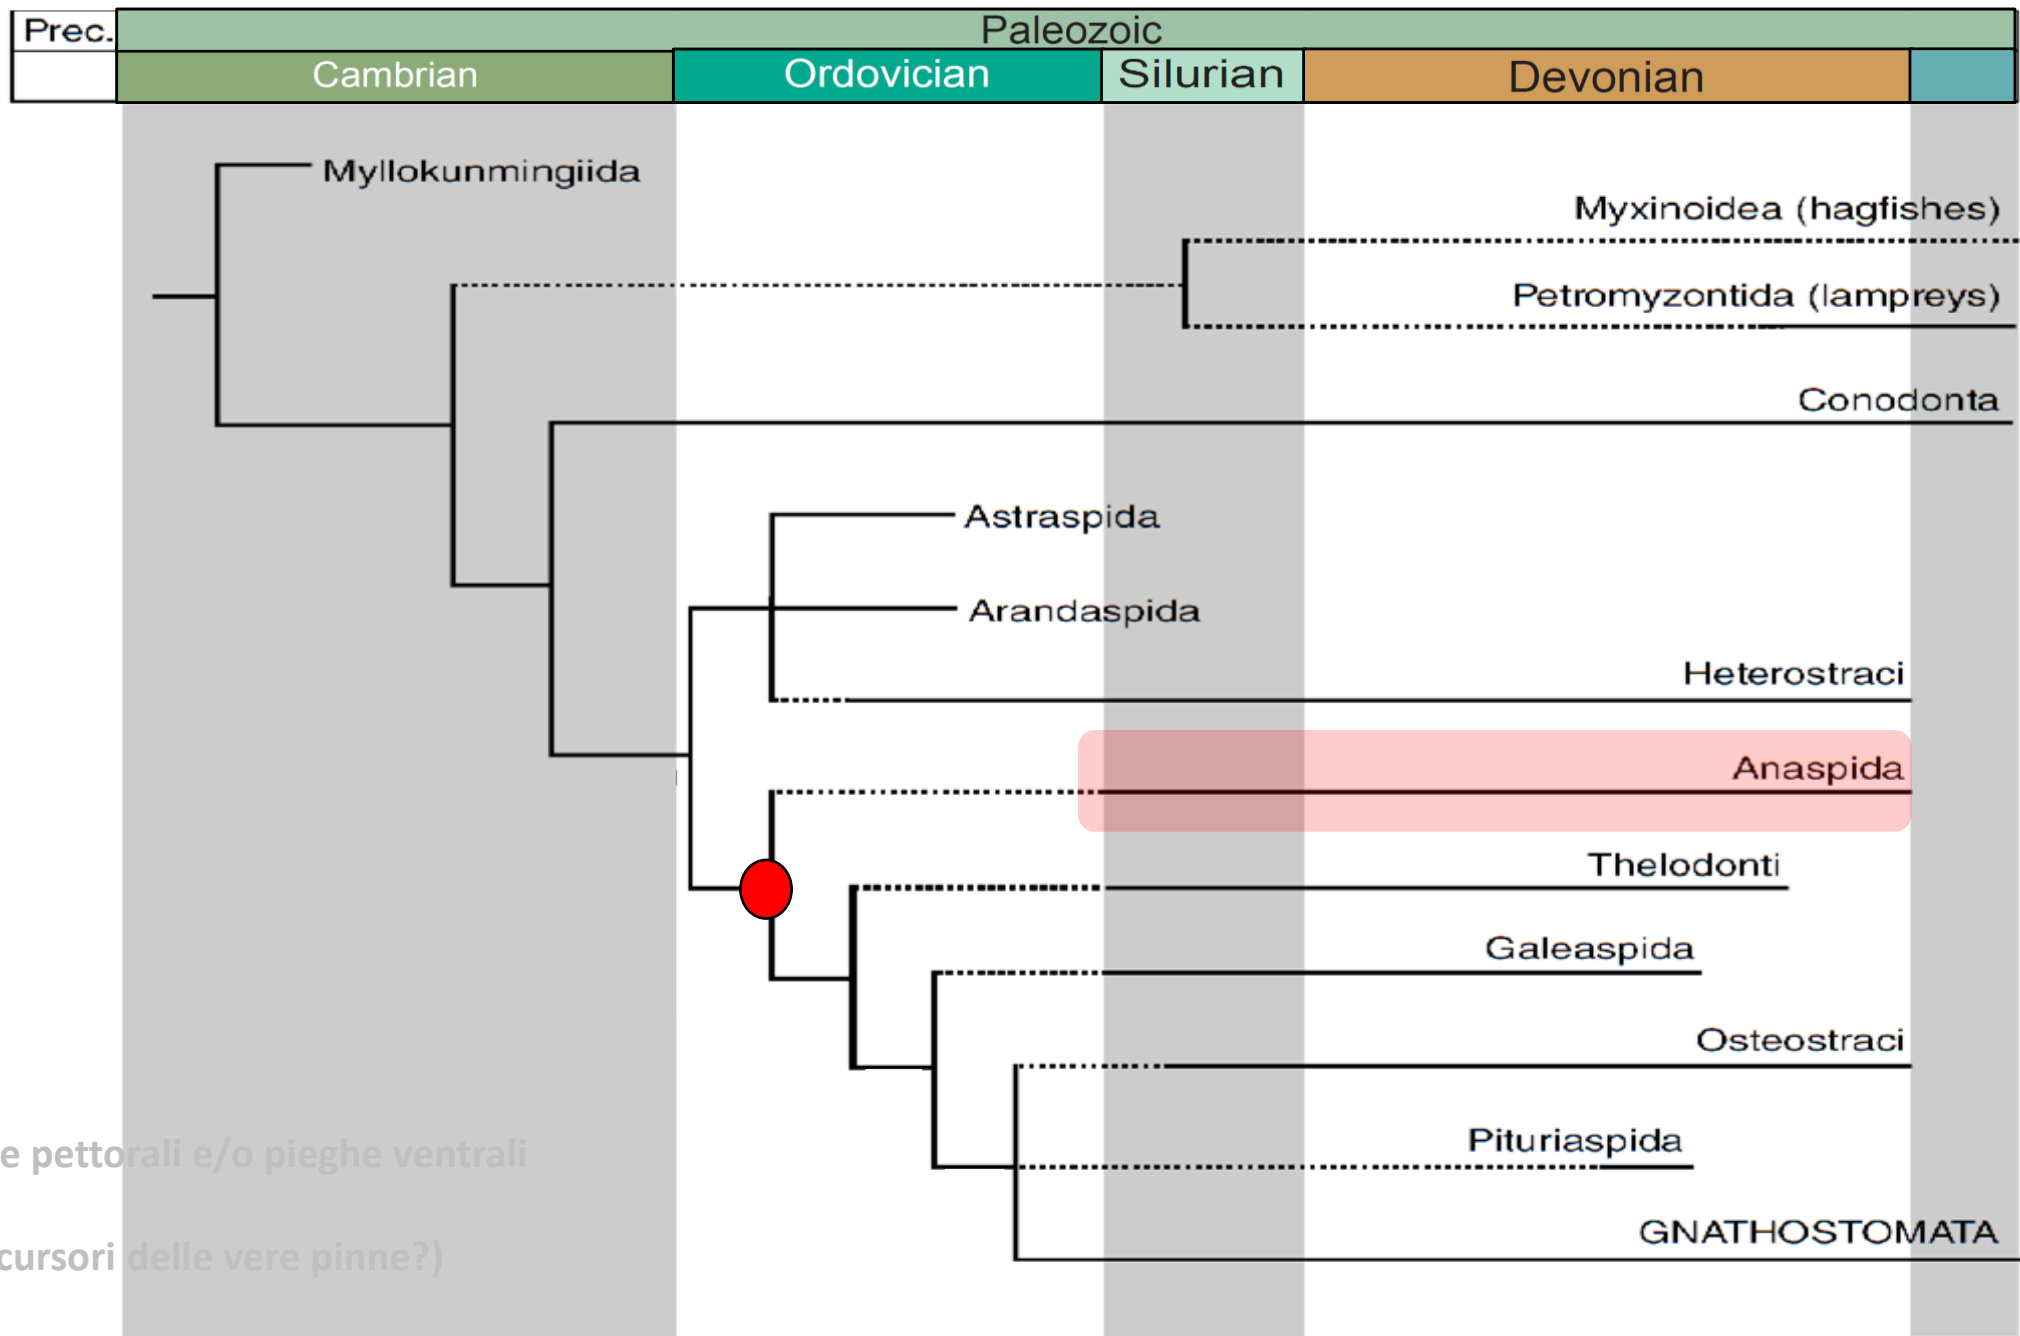 Prec.
Paleozoic
Cambrian
Ordovician
Silurian
Devonian
Myllokunmingiida
Myxinoidea (hagfishes)
Petromyzontida (lampreys)
Conodonta
Astraspida
Arandaspida
Heterostraci
Anaspida
Thelodonti
Galeaspida
Osteostraci
Pituriaspida
e pettorali e/o pieghe ventrali
GNATHOSTOMATA
cursori delle vere pinne?)